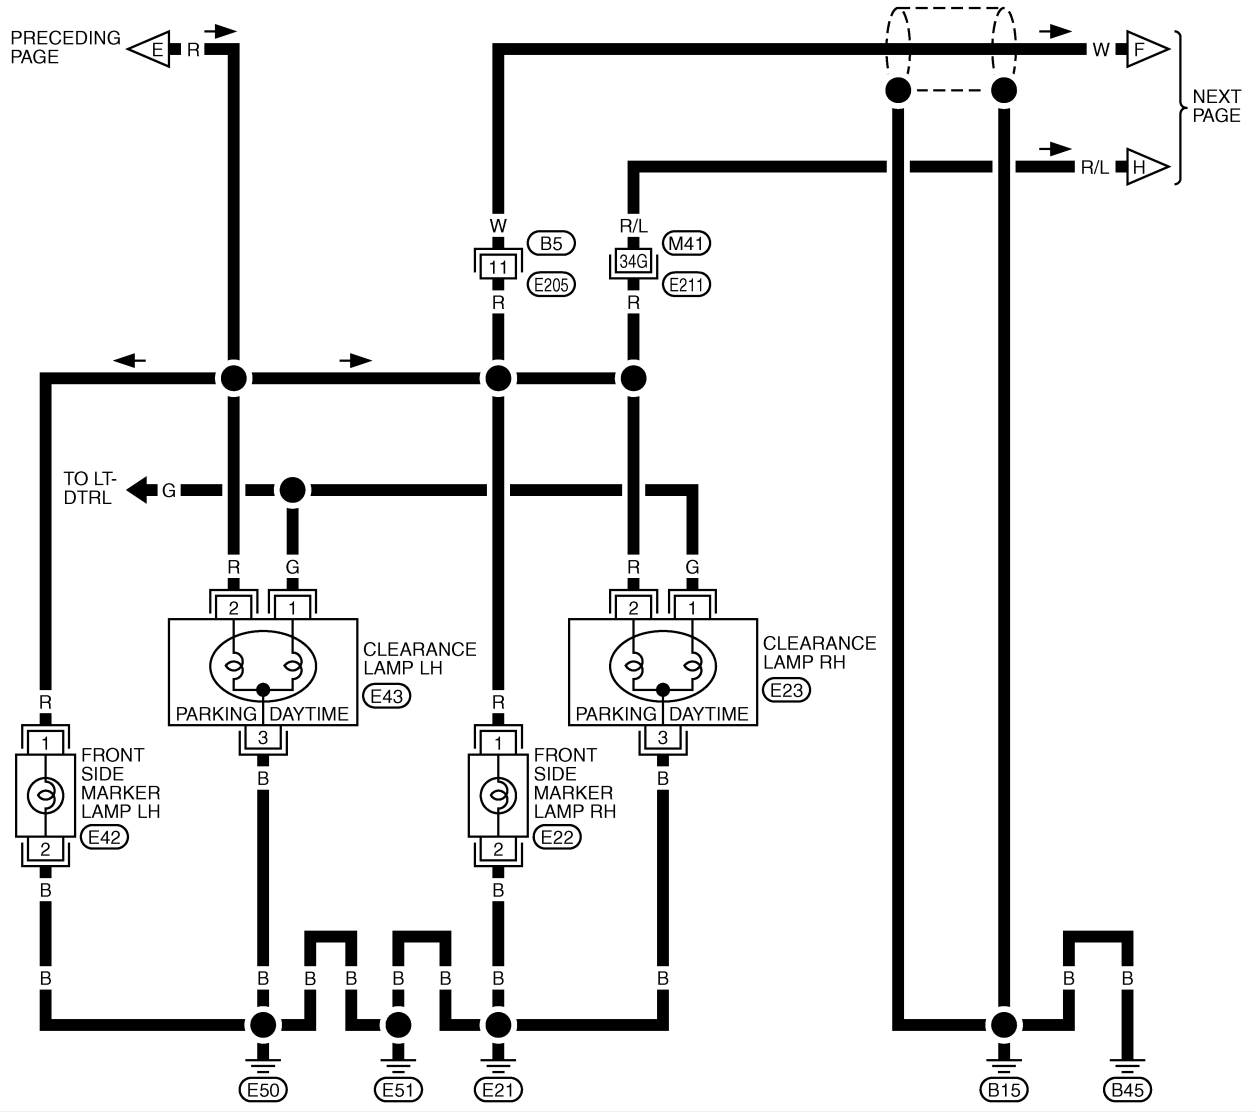 PRECEDING
PAGE
E
R
W
F
NEXT
PAGE
R/L
H
W
R/L
B5
M41
11
34G
E205
E211
R
R
TO LT-
DTRL
G
R
G
R
G
2
1
2
1
CLEARANCE
LAMP LH
E43
CLEARANCE
LAMP RH
E23
PARKING
DAYTIME
PARKING
DAYTIME
R
R
3
3
1
1
FRONT
SIDE
MARKER
LAMP LH
E42
FRONT
SIDE
MARKER
LAMP RH
E22
B
B
2
2
B
B
B
B
B
B
B
B
B
B
B
B
E50
E51
E21
B15
B45